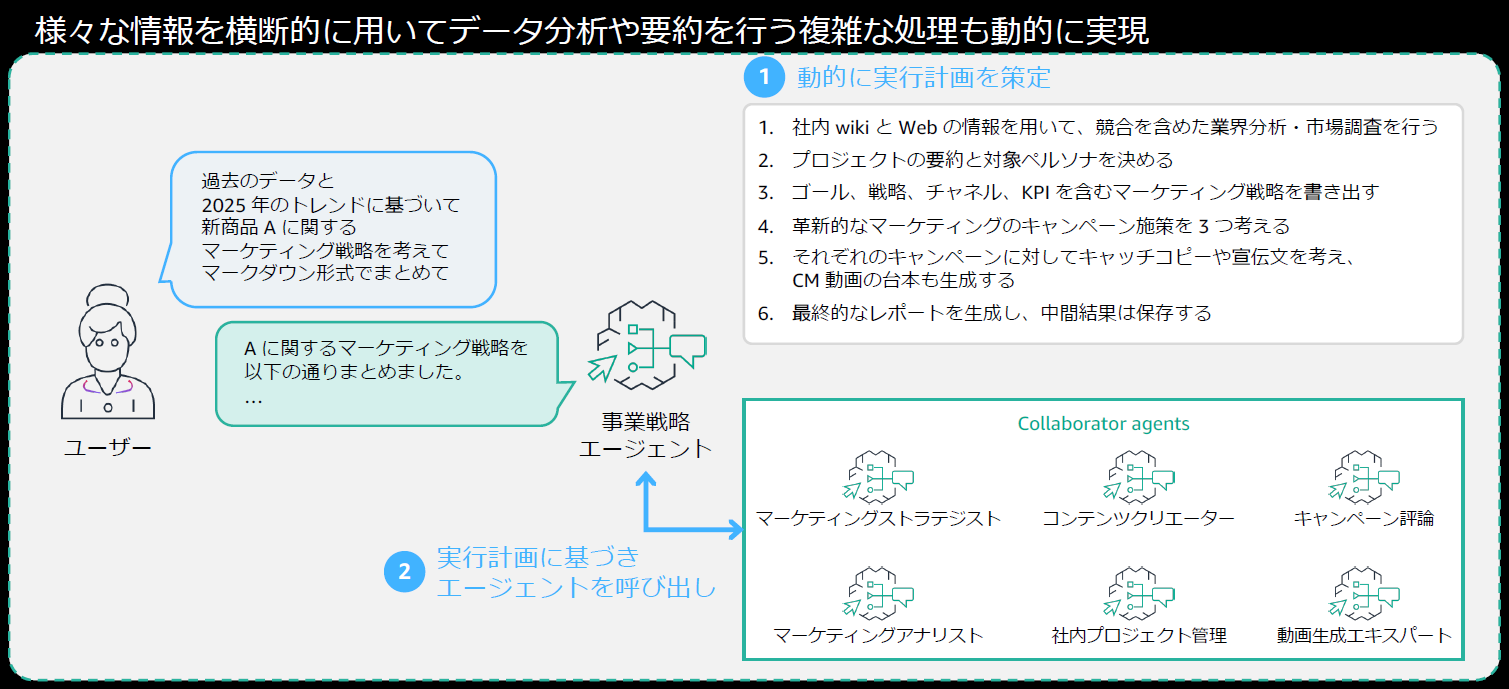 様々な情報を横断的に用いてデータ分析や要約を行う複雑な処理も動的に実現
1 動的に実行計画を策定
1. 社内 wiki と Web の情報を用いて、競合を含めた業界分析・市場調査を行う
2. プロジェクトの要約と対象ペルソナを決める
3. ゴール、戦略、チャネル、KPI を含むマーケティング戦略を書き出す
4. 革新的なマーケティングのキャンペーン施策を 3 つ考える
5. それぞれのキャンペーンに対してキャッチコピーや宣伝文を考え、
CM 動画の台本も生成する
6. 最終的なレポートを生成し、中間結果は保存する
過去のデータと
2025 年のトレンドに基づいて
新商品 A に関する
マーケティング戦略を考えて
マークダウン形式でまとめて
A に関するマーケティング戦略を
以下の通りまとめました。
…
ユーザー
事業戦略
エージェント
2 実行計画に基づき
エージェントを呼び出し
Collaborator agents
マーケティングストラテジスト
コンテンツクリエーター
キャンペーン評論
マーケティングアナリスト
社内プロジェクト管理
動画生成エキスパート